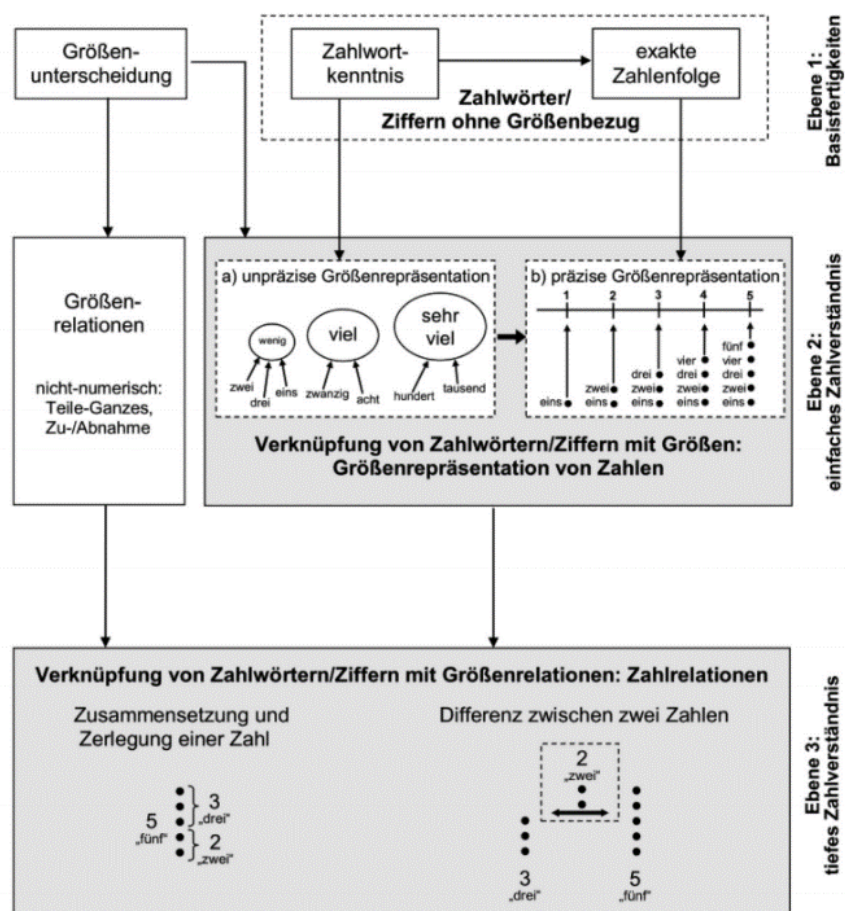 Größen-
unterscheidung
Zahlwort-
kenntnis
exakte
Zahlenfolge
Zahlwörter/
Ziffern ohne Größenbezug
Ebene 1:
Basisfertigkeiten
Größen-
relationen
nicht-numerisch:
Teile-Ganzes,
Zu-/Abnahme
a) unpräzise Größenrepräsentation
wenig
viel
sehr
viel
zwei
drei
eins
zwanzig
acht
hundert
tausend
b) präzise Größenrepräsentation
1 2 3 4 5
fünf
vier vier
drei drei drei
zwei zwei zwei zwei
eins eins eins eins eins
Verknüpfung von Zahlwörtern/Ziffern mit Größen:
Größenrepräsentation von Zahlen
Ebene 2:
einfaches Zahlverständnis
Verknüpfung von Zahlwörtern/Ziffern mit Größenrelationen: Zahlrelationen
Zusammensetzung und
Zerlegung einer Zahl
5
„fünf“
3
„drei“
2
„zwei“
Differenz zwischen zwei Zahlen
2
„zwei“
3
„drei“
5
„fünf“
Ebene 3:
tiefes Zahlverständnis